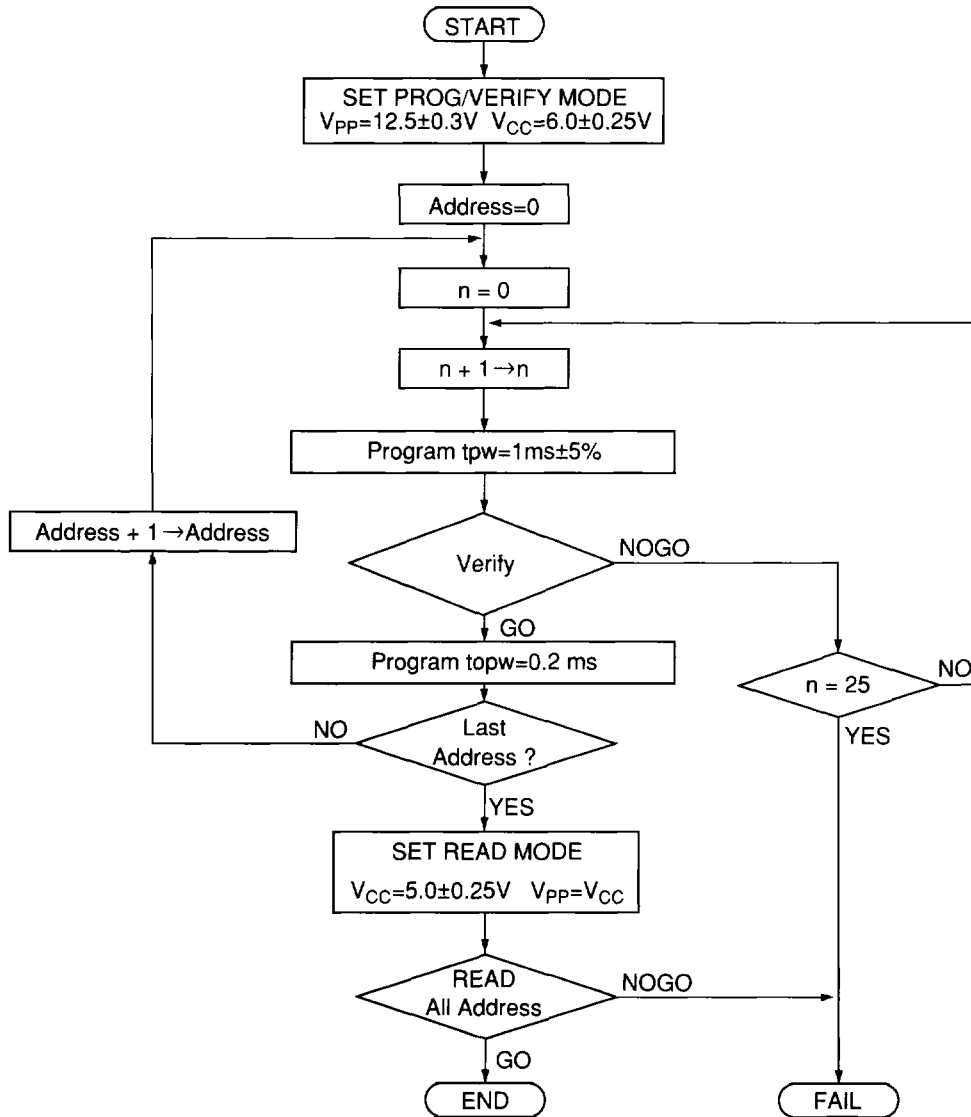 START
SET PROG/VERIFY MODE
VPP=12.5±0.3V VCC=6.0±0.25V
Address=0
n = 0
n + 1→n
Program tpw=1ms±5%
Address + 1→Address
Verify
NOGO
GO
Program topw=0.2 ms
n = 25
NO
YES
Last
Address ?
NO
YES
SET READ MODE
VCC=5.0±0.25V VPP=VCC
READ
All Address
NOGO
GO
END
FAIL